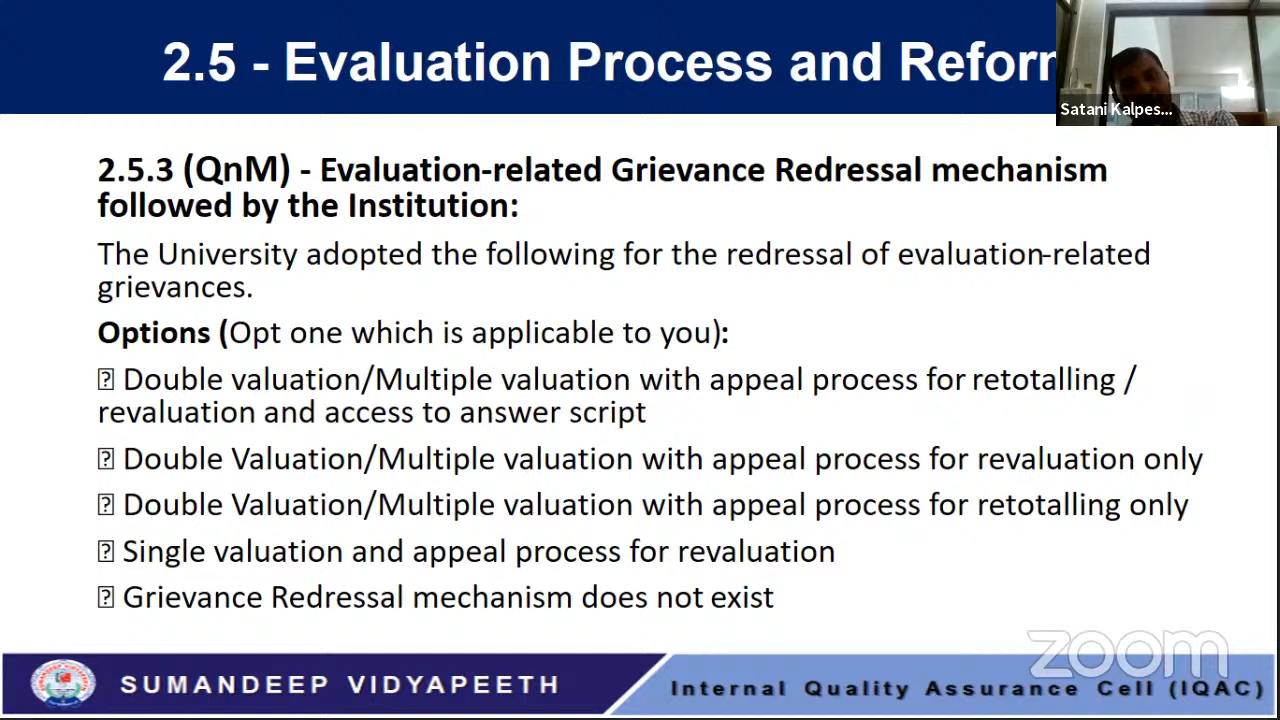 2.5 - Evaluation Process and Refor
Satani Kalpes...
2.5.3 (QnM) - Evaluation-related Grievance Redressal mechanism
followed by the Institution:
The University adopted the following for the redressal of evaluation-related
grievances.
Options (Opt one which is applicable to you):
⍰ Double valuation/Multiple valuation with appeal process for retotalling /
revaluation and access to answer script
⍰ Double Valuation/Multiple valuation with appeal process for revaluation only
⍰ Double Valuation/Multiple valuation with appeal process for retotalling only
⍰ Single valuation and appeal process for revaluation
⍰ Grievance Redressal mechanism does not exist
zoom
SUMANDEEP VIDYAPEETH
Internal Quality Assurance Cell (IQAC)